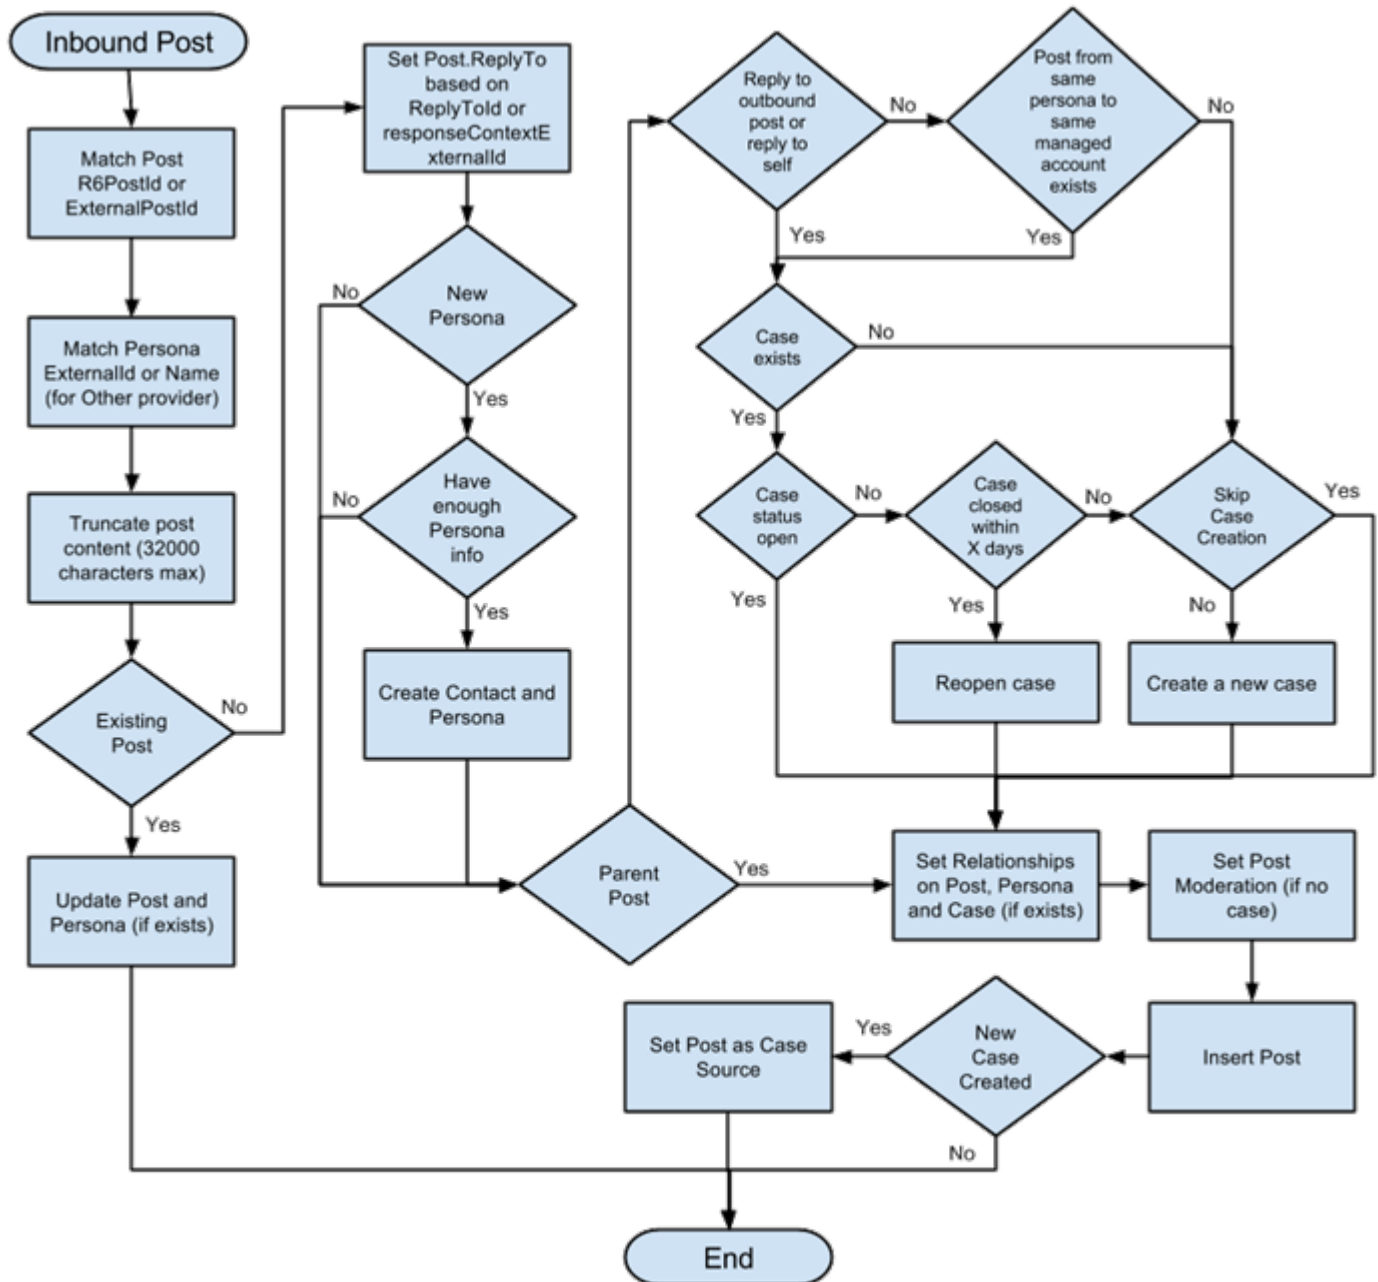 Inbound Post
Match Post
R6PostId or
ExternalPostId
Match Persona
ExternalId or Name
(for Other provider)
Truncate post
content (32000
characters max)
Existing
Post
No
Yes
Update Post and
Persona (if exists)
Set Post.ReplyTo
based on
ReplyToId or
responseContextE
xternalId
New
Persona
No
Yes
Have
enough
Persona
info
No
Yes
Create Contact and
Persona
Parent
Post
Yes
Reply to
outbound
post or
reply to
self
No
Yes
Post from
same
persona to
same
managed
account
exists
No
Yes
Case
exists
No
Yes
Case
status
open
No
Yes
Case
closed
within
X days
No
Yes
Skip
Case
Creation
Yes
No
Reopen case
Create a new case
Set Relationships
on Post, Persona
and Case (if exists)
Set Post
Moderation (if no
case)
Insert Post
New
Case
Created
Yes
No
Set Post as Case
Source
End